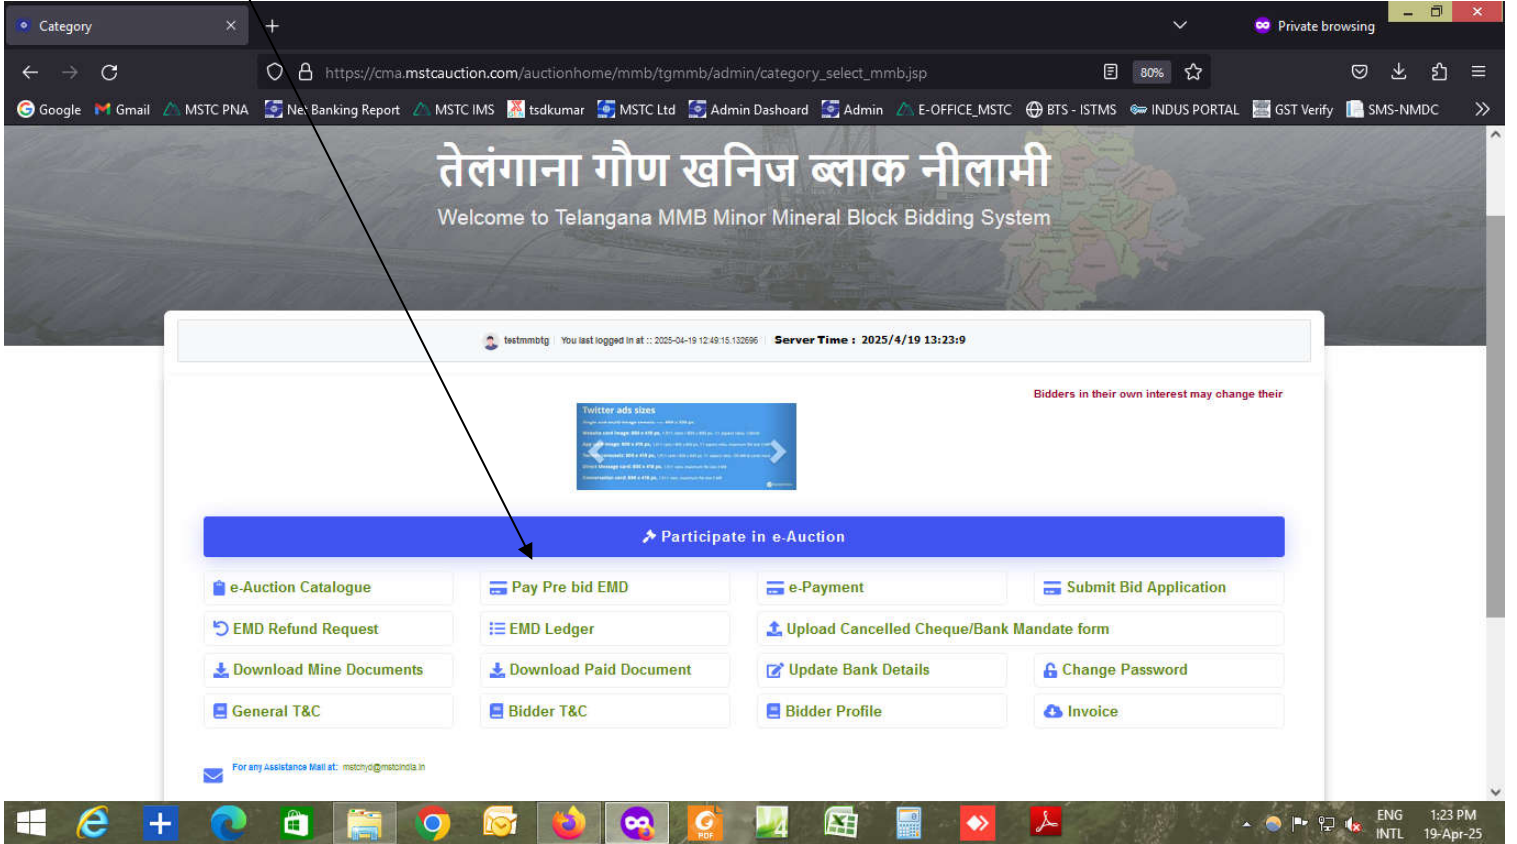 Category
Private browsing
https://cma.mstcauction.com/auctionhome/mmb/tgmmb/admin/category_select_mmb.jsp
80%
Google Gmail MSTC PNA Net Banking Report MSTC IMS tsdkumar MSTC Ltd Admin Dashoard Admin E-OFFICE_MSTC BTS - ISTMS INDUS PORTAL GST Verify SMS-NMDC
तेलंगाना गौण खनिज ब्लाक नीलामी
Welcome to Telangana MMB Minor Mineral Block Bidding System
testmmbtg You last logged in at :: 2025-04-19 12:49:15.132696 Server Time : 2025/4/19 13:23:9
Bidders in their own interest may change their
Twitter ads sizes
Participate in e-Auction
e-Auction Catalogue Pay Pre bid EMD e-Payment Submit Bid Application
EMD Refund Request EMD Ledger Upload Cancelled Cheque/Bank Mandate form
Download Mine Documents Download Paid Document Update Bank Details Change Password
General T&C Bidder T&C Bidder Profile Invoice
For any Assistance Mail at: mstchyd@mstcindia.in
ENG 1:23 PM
INTL 19-Apr-25